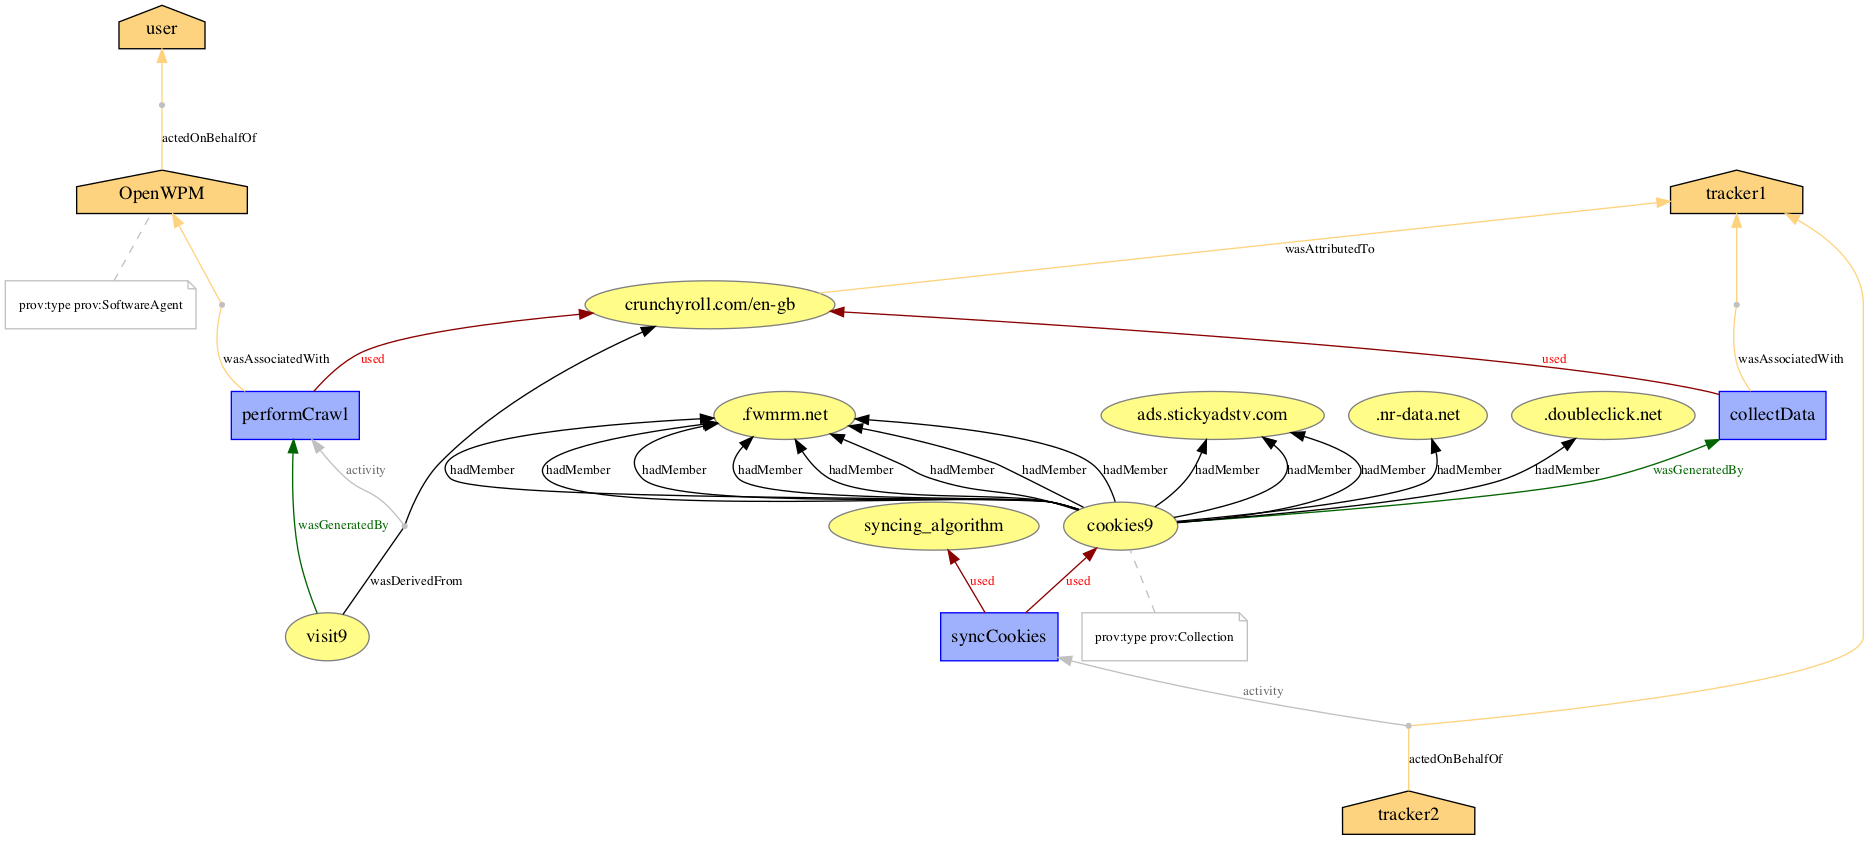 user
actedOnBehalfOf
OpenWPM
tracker1
wasAttributedTo
prov:type prov:SoftwareAgent
crunchyroll.com/en-gb
wasAssociatedWith
used
used
wasAssociatedWith
performCrawl
.fwmrm.net
ads.stickyadstv.com
.nr-data.net
.doubleclick.net
collectData
activity
hadMember
hadMember
hadMember
hadMember
hadMember
hadMember
hadMember
hadMember
hadMember
hadMember
hadMember
hadMember
hadMember
wasGeneratedBy
wasGeneratedBy
syncing_algorithm
cookies9
wasDerivedFrom
used
used
visit9
syncCookies
prov:type prov:Collection
activity
actedOnBehalfOf
tracker2